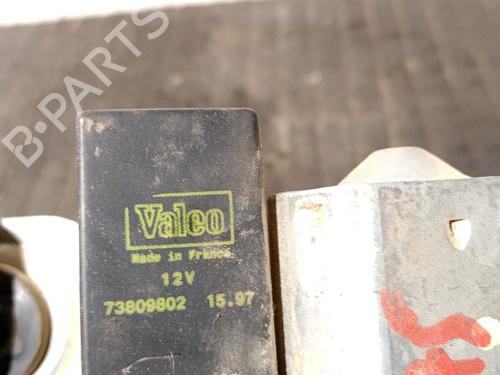 B-PARTS
Valeo
Made in France
12V
73809802 15.97